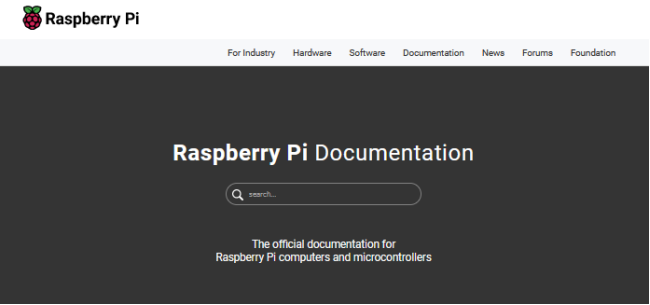 Raspberry Pi
For Industry Hardware Software Documentation News Forums Foundation
Raspberry Pi Documentation
search...
The official documentation for
Raspberry Pi computers and microcontrollers